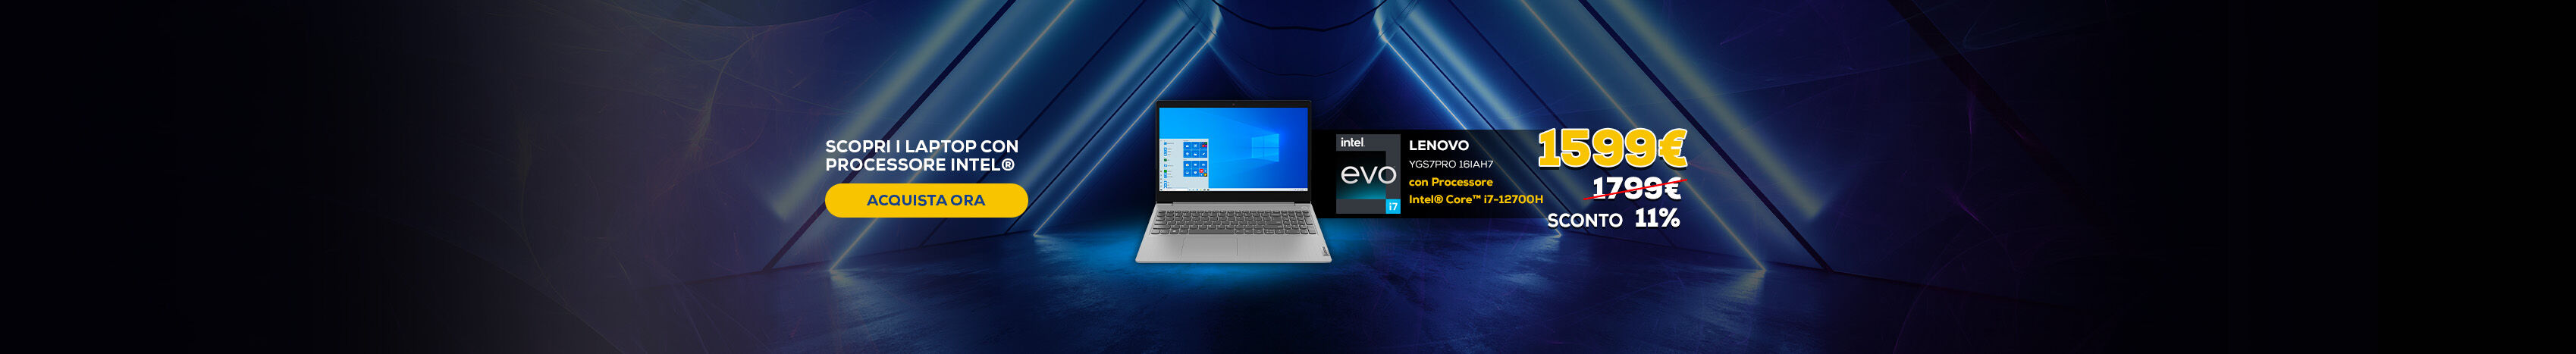 SCOPRI I LAPTOP CON
PROCESSORE INTEL®
ACQUISTA ORA
intel
evo
i7
LENOVO
YGS7PRO 16IAH7
con Processore
Intel® Core™ i7-12700H
1599€
1799€
SCONTO 11%